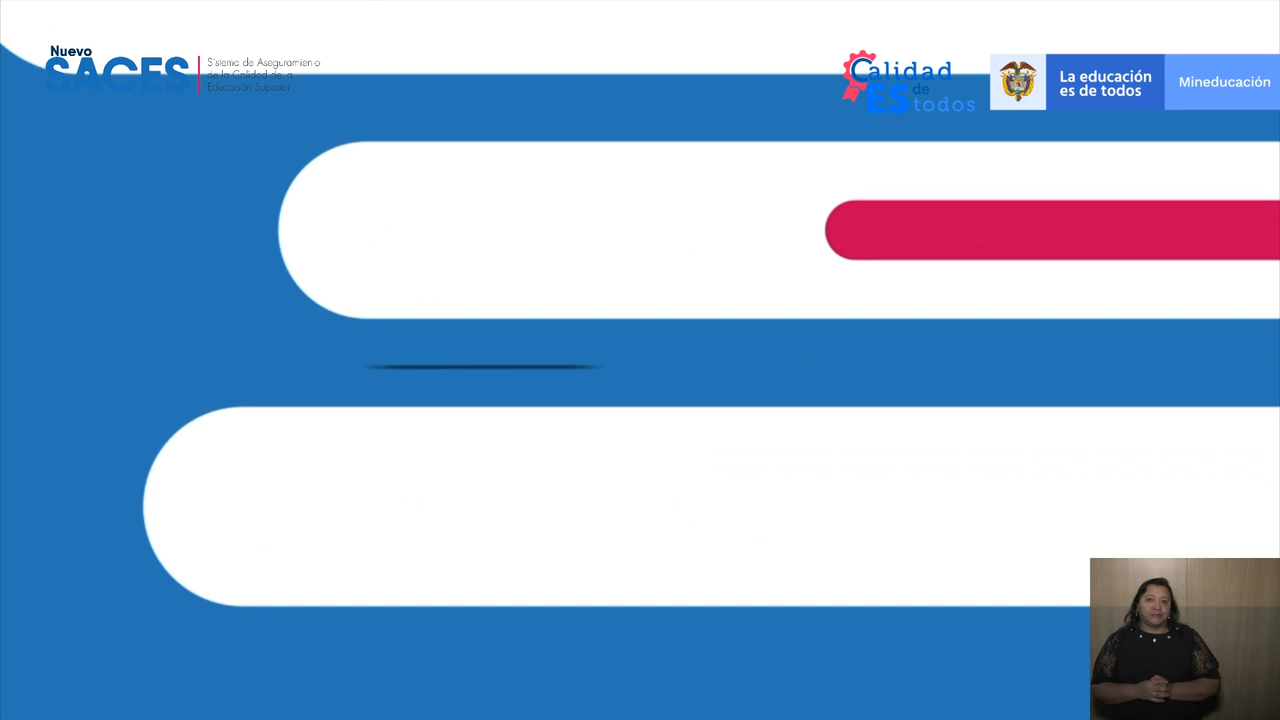 Nuevo
SACES
Sistema de Aseguramiento
de la Calidad de la
Educación Superior
Calidad
de
ES todos
La educación
es de todos
Mineducación